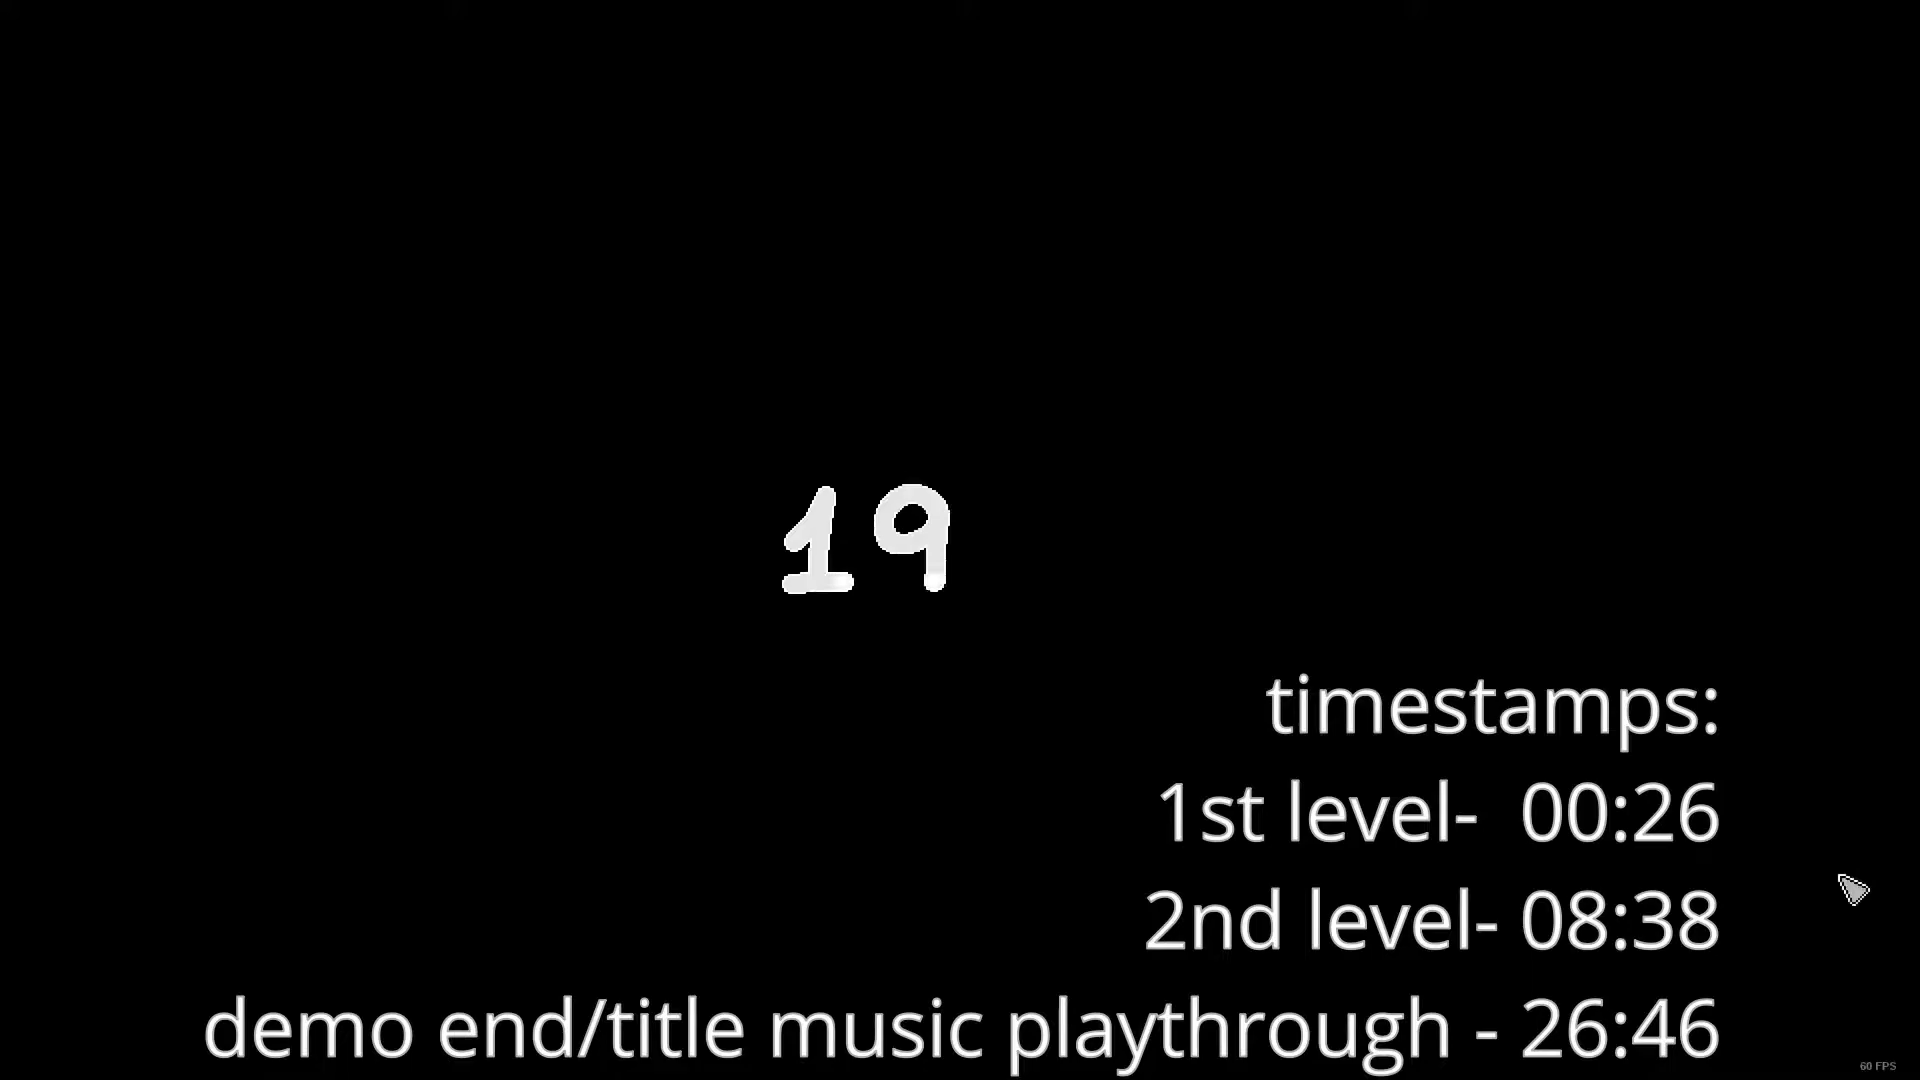 19
timestamps:
1st level-  00:26
2nd level- 08:38
demo end/title music playthrough - 26:46
60 FPS